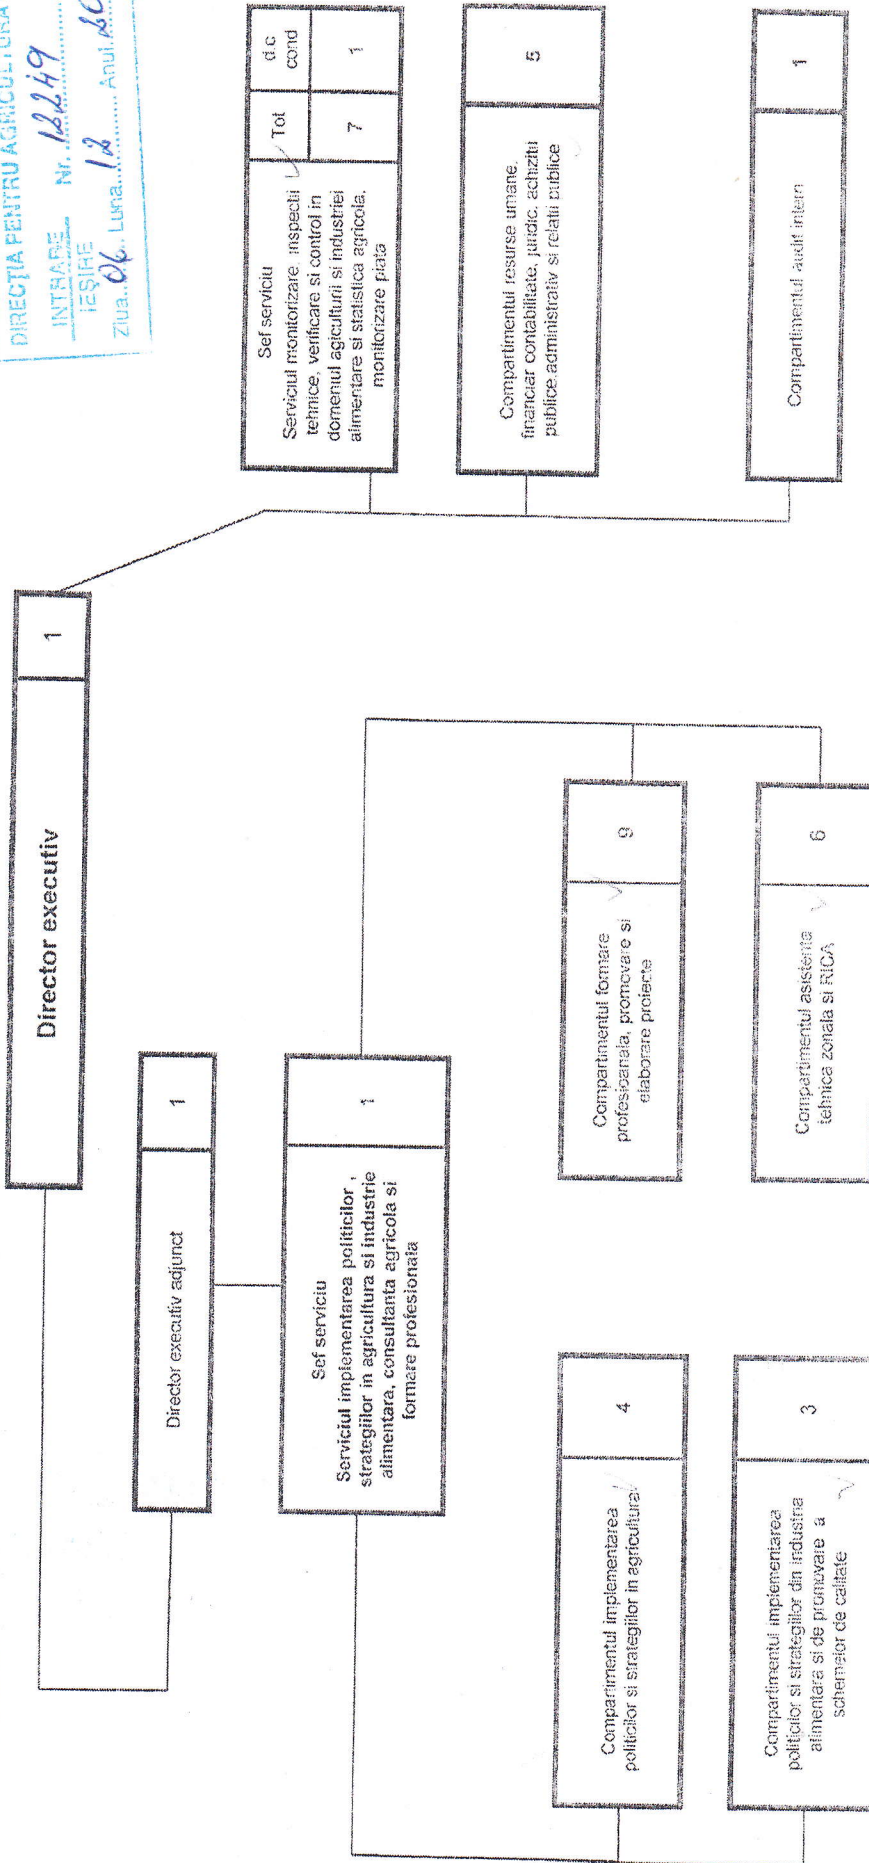 DIRECȚIA PENTRU AGRICULTURA
INTRARE
IEȘIRE
Nr. 12249
Ziua 06 Luna 12 Anul
Director executiv
1
Director executiv adjunct
1
Sef serviciu
Serviciul implementarea politicilor ,
strategiilor in agricultura si industrie
alimentara, consultanta agricola si
formare profesionala
1
Sef serviciu
Serviciul monitorizare, inspectii
tehnice, verificare si control in
domeniul agiculturii si industriei
alimentare si statistica agricola,
monitorizare piata
Tot
d.c
cond
7
1
Compartimentul resurse umane,
financiar contabilitate, juridic, achizitii
publice,administrativ si relatii publice
5
Compartimentul audit intern
1
Compartimentul implementarea
politicilor si strategiilor in agricultura
4
Compartimentul implementarea
politicilor si strategiilor din industria
alimentara si de promovare a
schemelor de calitate
3
Compartimentul formare
profesioanala, promovare si
elaborare proiecte
9
Compartimentul asistenta
tehnica zonala si RICA
6